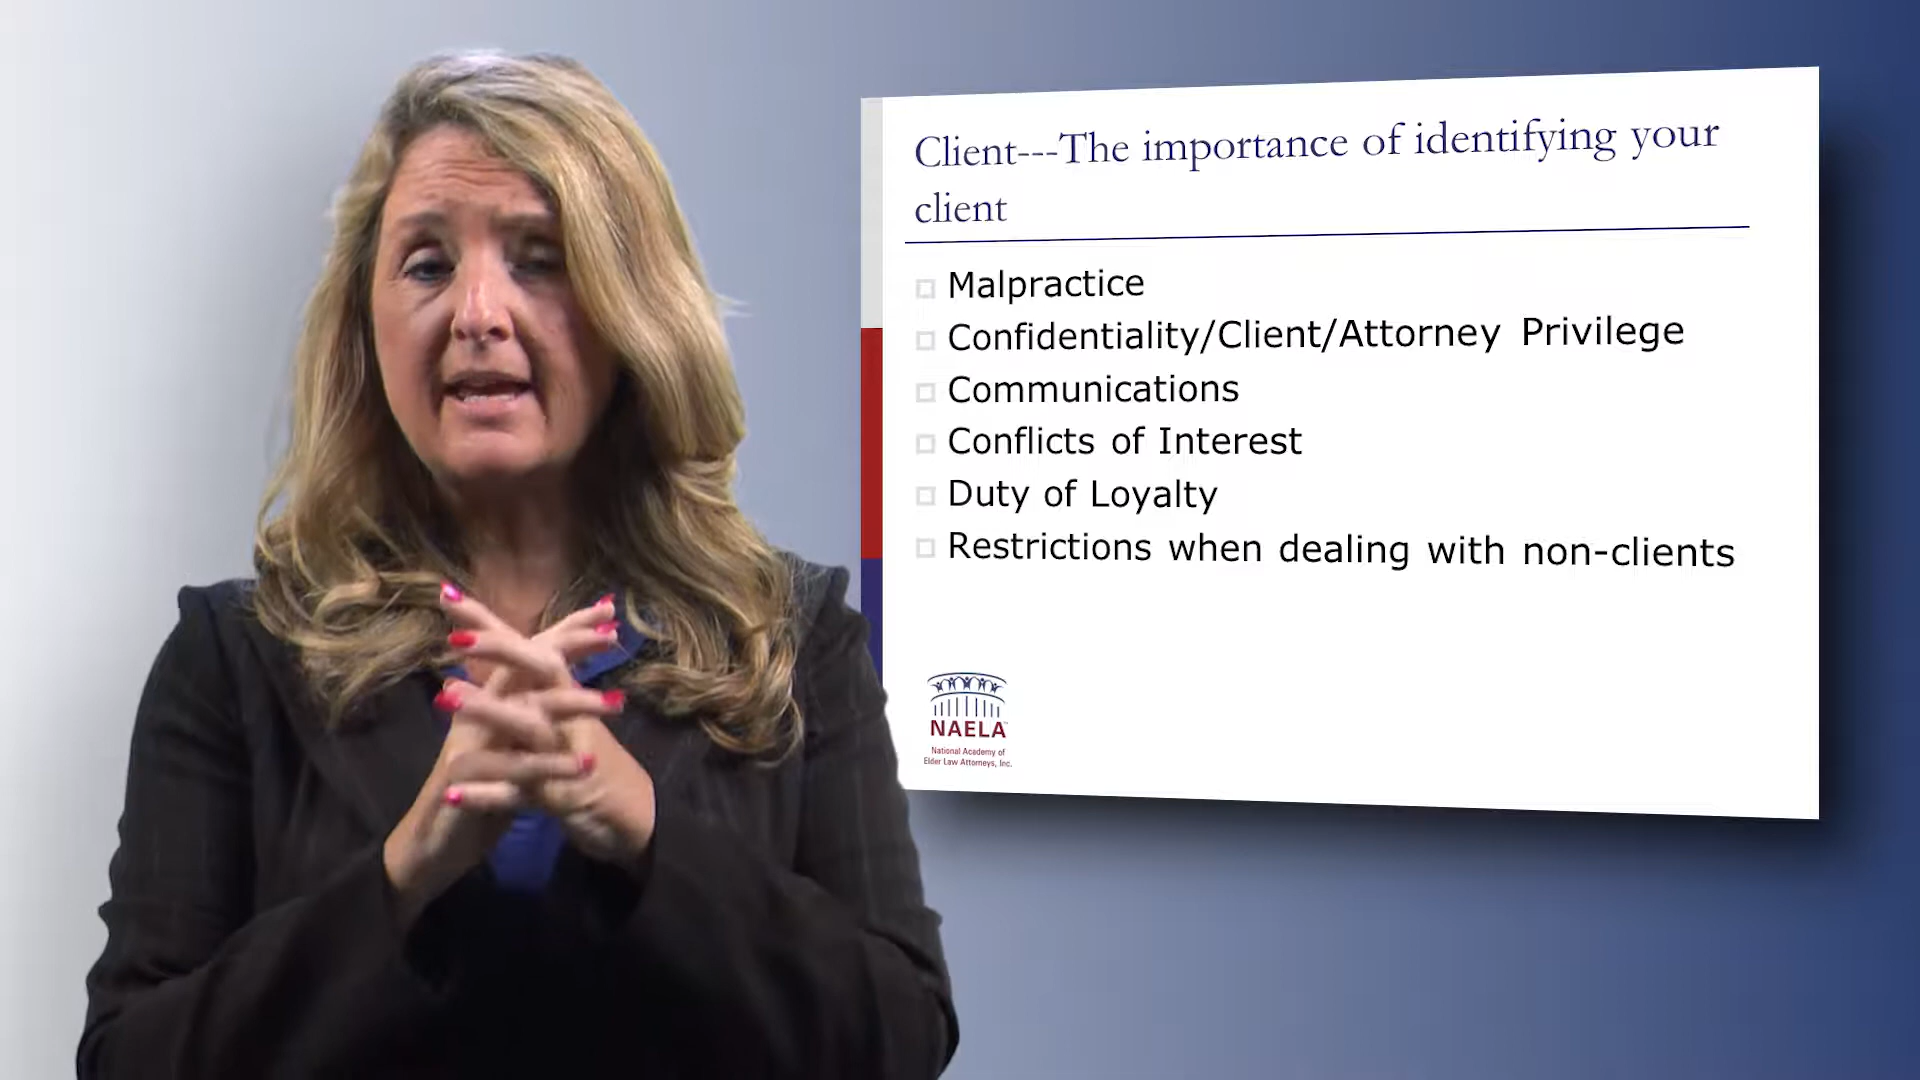 Client---The importance of identifying your
client
Malpractice
Confidentiality/Client/Attorney Privilege
Communications
Conflicts of Interest
Duty of Loyalty
Restrictions when dealing with non-clients
NAELA
National Academy of
Elder Law Attorneys, Inc.